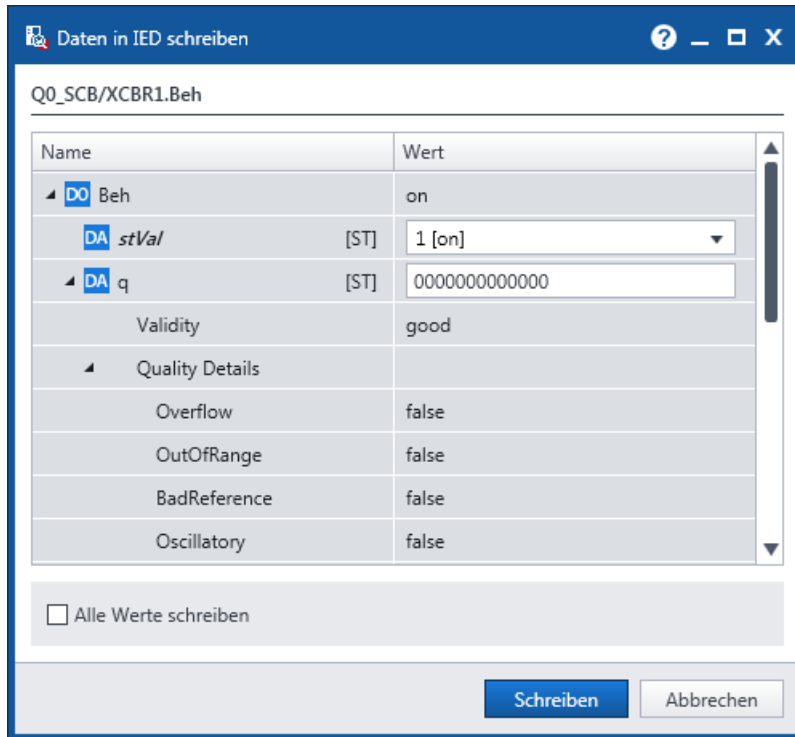 Daten in IED schreiben
Q0_SCB/XCBR1.Beh
Name Wert
DO Beh on
DA stVal [ST] 1 [on]
DA q [ST] 0000000000000
Validity good
Quality Details
Overflow false
OutOfRange false
BadReference false
Oscillatory false
Alle Werte schreiben
Schreiben Abbrechen